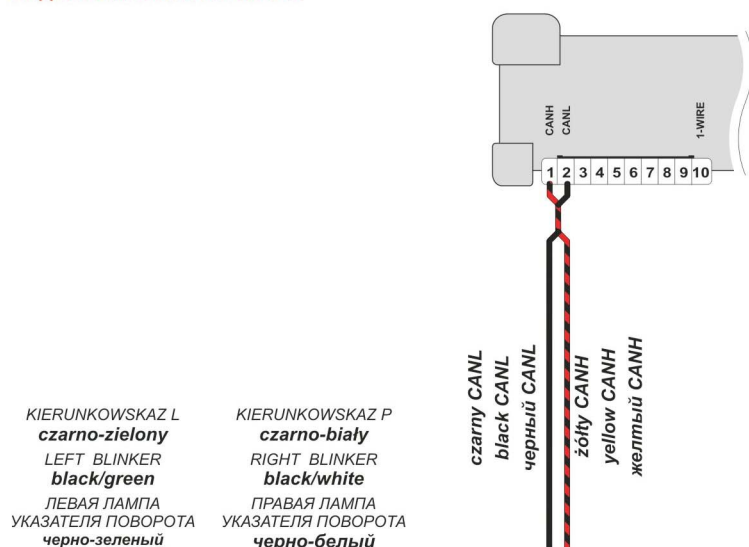 CANH
CANL
1-WIRE
1 2 3 4 5 6 7 8 9 10
czarny CANL
black CANL
черный CANL
żółty CANH
yellow CANH
желтый CANH
KIERUNKOWSKAZ L
czarno-zielony
LEFT BLINKER
black/green
ЛЕВАЯ ЛАМПА
УКАЗАТЕЛЯ ПОВОРОТА
черно-зеленый
KIERUNKOWSKAZ P
czarno-biały
RIGHT BLINKER
black/white
ПРАВАЯ ЛАМПА
УКАЗАТЕЛЯ ПОВОРОТА
черно-белый